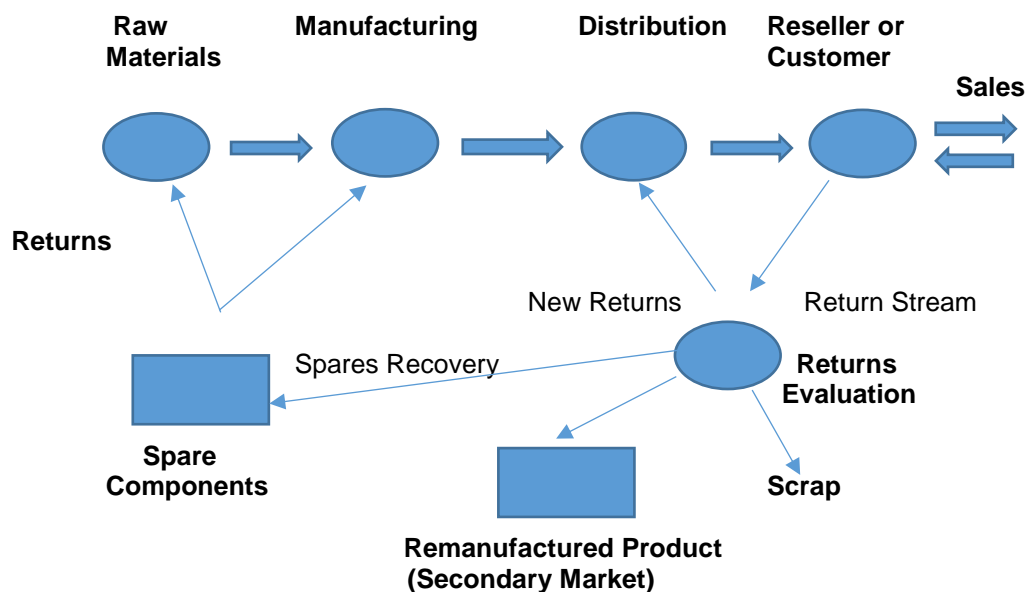 Raw
Materials
Manufacturing
Distribution
Reseller or
Customer
Sales
Returns
New Returns
Return Stream
Spares Recovery
Returns
Evaluation
Spare
Components
Scrap
Remanufactured Product
(Secondary Market)